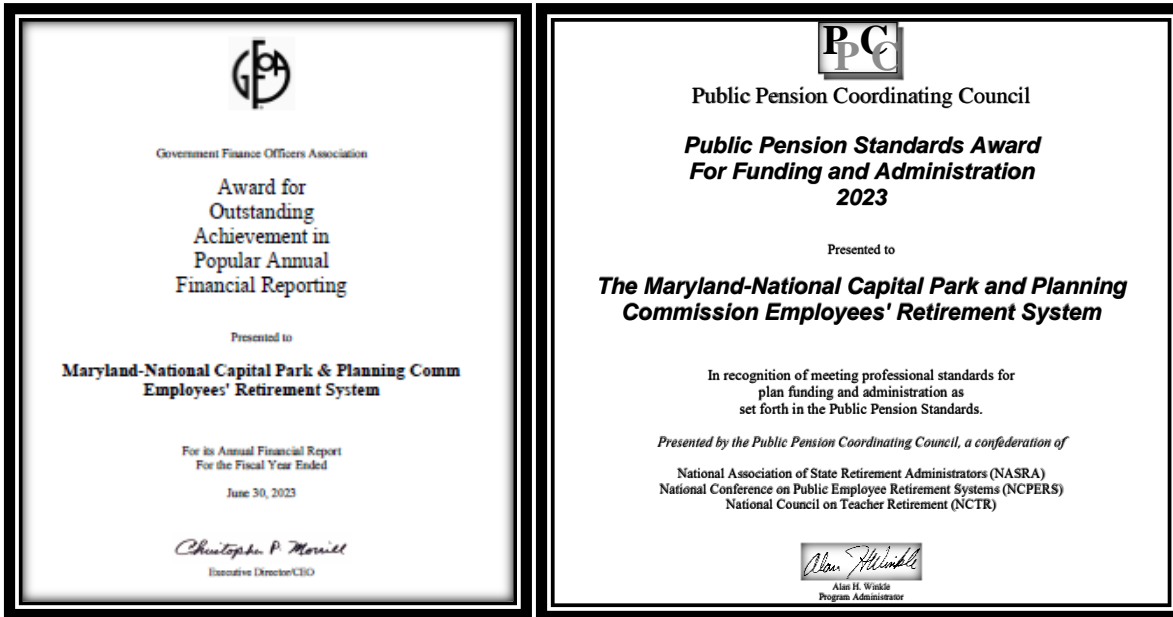 GFOA
Government Finance Officers Association
Award for
Outstanding
Achievement in
Popular Annual
Financial Reporting
Presented to
Maryland-National Capital Park & Planning Comm
Employees' Retirement System
For its Annual Financial Report
For the Fiscal Year Ended
June 30, 2023
Christopher P. Morrill
Executive Director/CEO
PPCC
Public Pension Coordinating Council
Public Pension Standards Award
For Funding and Administration
2023
Presented to
The Maryland-National Capital Park and Planning
Commission Employees' Retirement System
In recognition of meeting professional standards for
plan funding and administration as
set forth in the Public Pension Standards.
Presented by the Public Pension Coordinating Council, a confederation of
National Association of State Retirement Administrators (NASRA)
National Conference on Public Employee Retirement Systems (NCPERS)
National Council on Teacher Retirement (NCTR)
Alan H. Winkle
Alan H. Winkle
Program Administrator